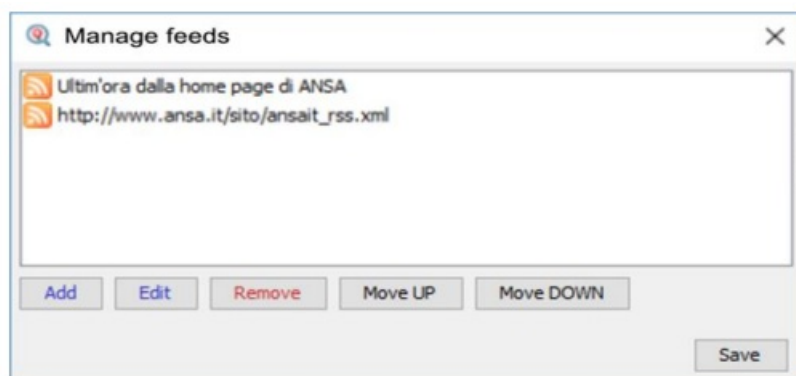 Manage feeds
Ultim'ora dalla home page di ANSA
http://www.ansa.it/sito/ansait_rss.xml
Add Edit Remove Move UP Move DOWN
Save